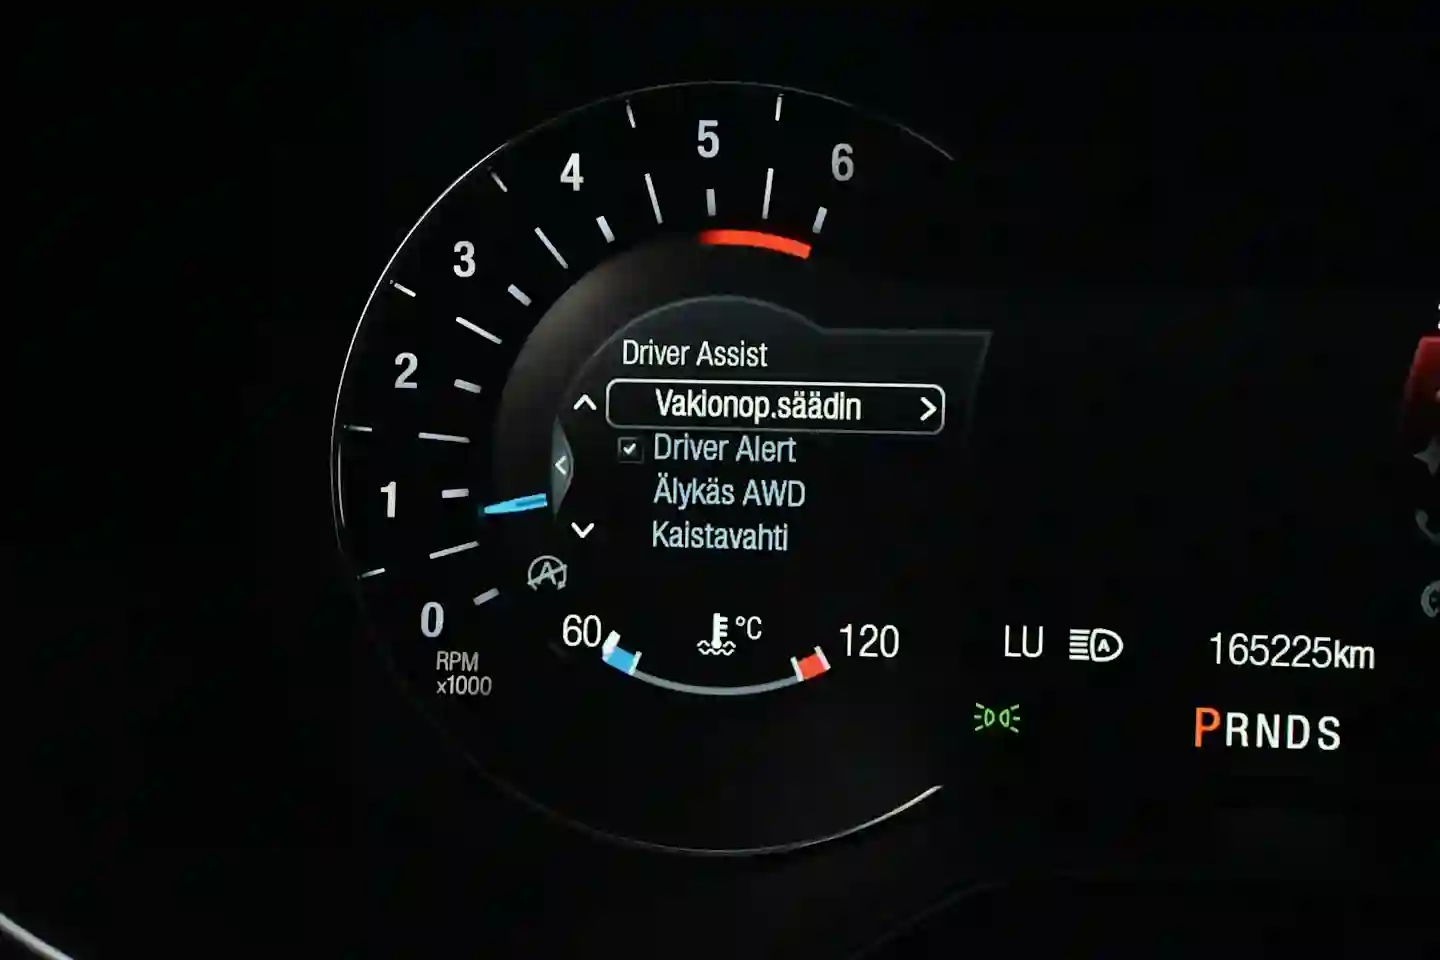 5
6
4
3
2
1
0
RPM
x1000
Driver Assist
Vakionop.säädin
Driver Alert
Älykäs AWD
Kaistavahti
60
°C
120
LU
A
165225km
PRNDS